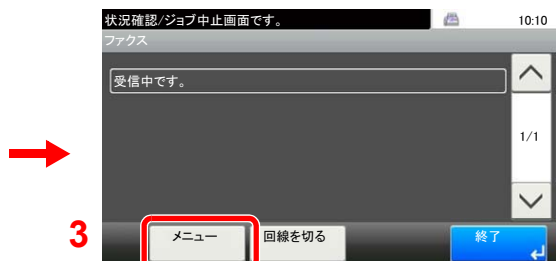 状況確認/ジョブ中止画面です。 10:10
ファクス
受信中です。
1/1
3
メニュー 回線を切る 終了